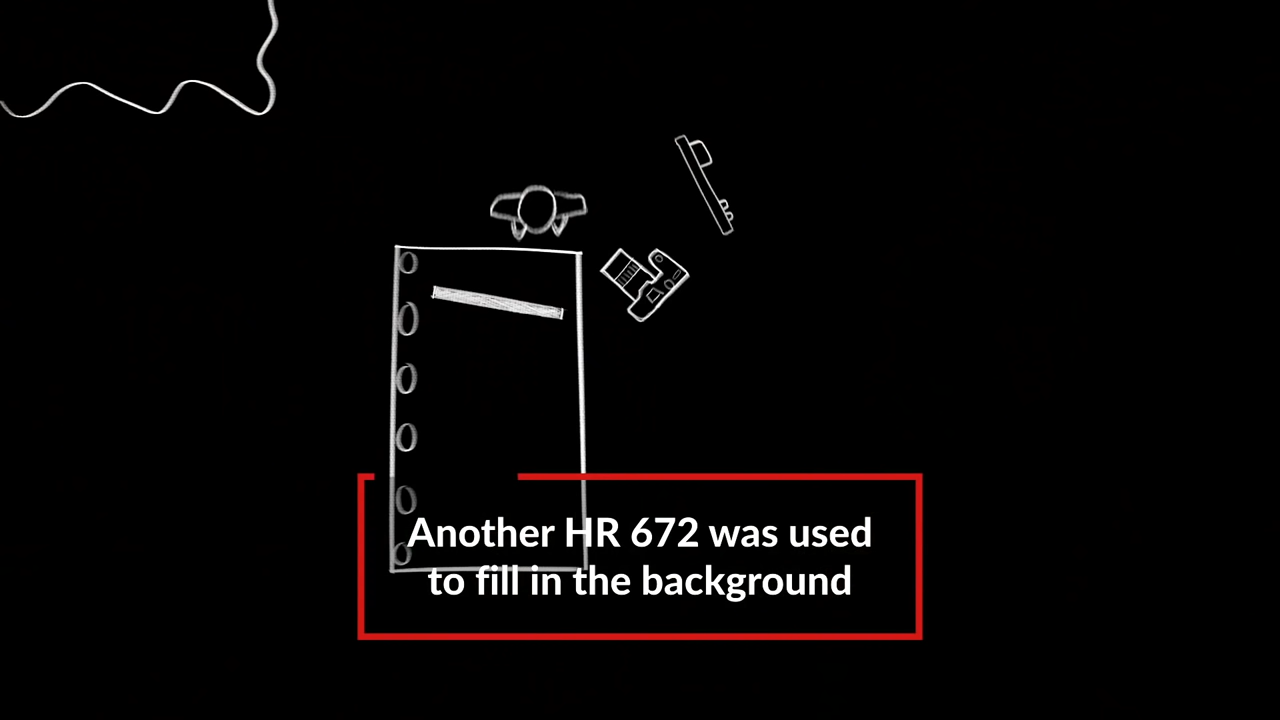 Another HR 672 was used
to fill in the background